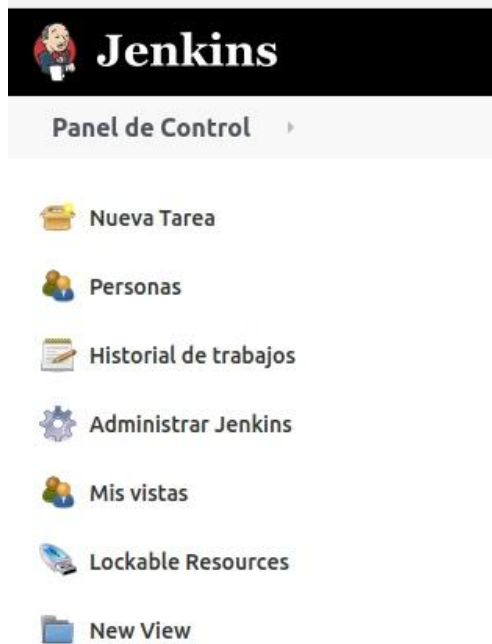 Jenkins
Panel de Control
Nueva Tarea
Personas
Historial de trabajos
Administrar Jenkins
Mis vistas
Lockable Resources
New View